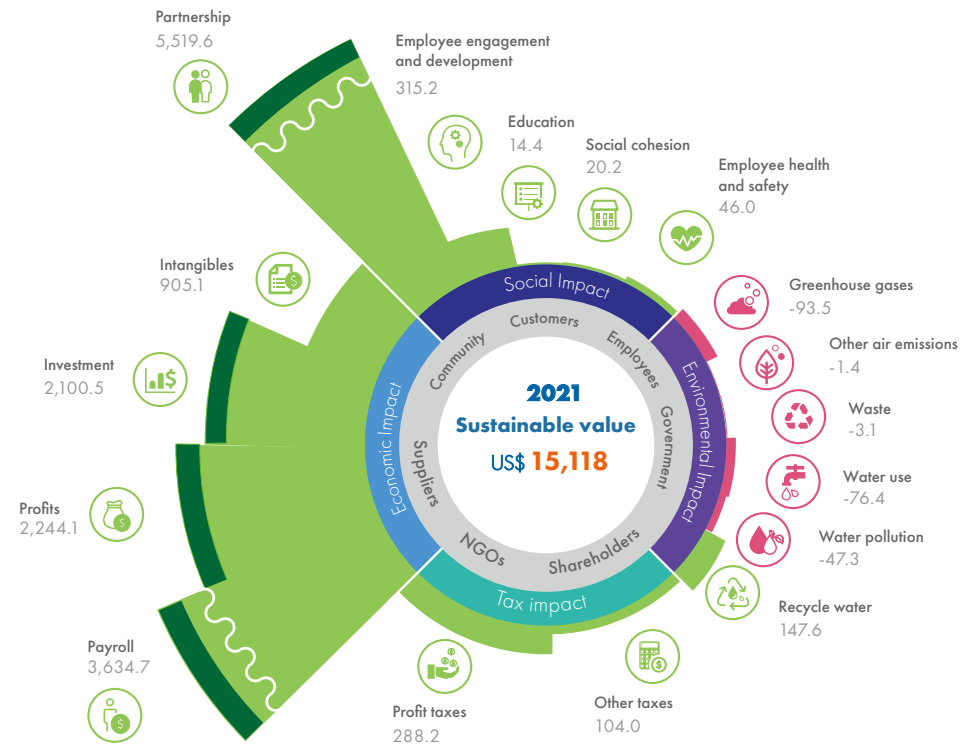 Partnership
5,519.6
Employee engagement
and development
315.2
Education
14.4
Social cohesion
20.2
Employee health
and safety
46.0
Greenhouse gases
-93.5
Other air emissions
-1.4
Waste
-3.1
Water use
-76.4
Water pollution
-47.3
Recycle water
147.6
Other taxes
104.0
Profit taxes
288.2
Payroll
3,634.7
Profits
2,244.1
Investment
2,100.5
Intangibles
905.1
Social Impact
Environmental Impact
Tax impact
Economic Impact
Customers
Employees
Government
Shareholders
NGOs
Suppliers
Community
2021
Sustainable value
US$ 15,118